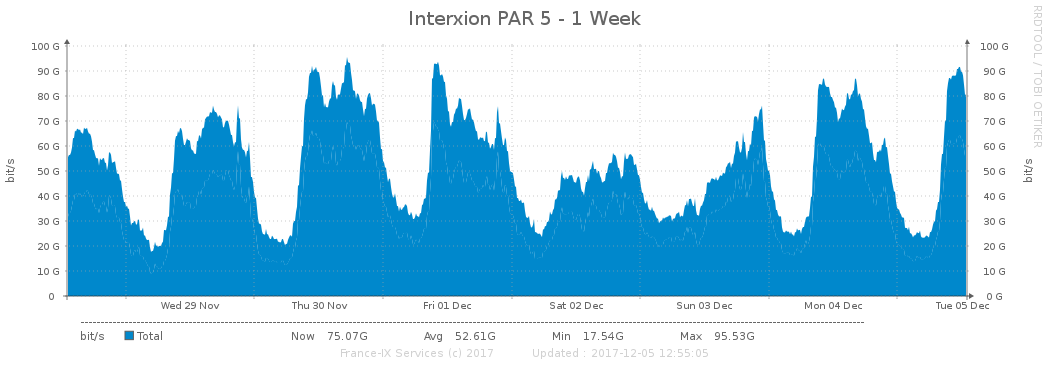 Interxion PAR 5 - 1 Week
RRDTOOL / TOBI OETIKER
100 G 100 G
90 G 90 G
80 G 80 G
70 G 70 G
60 G 60 G
50 G 50 G
40 G 40 G
30 G 30 G
20 G 20 G
10 G 10 G
0 0 G
bit/s bit/s
Wed 29 Nov Thu 30 Nov Fri 01 Dec Sat 02 Dec Sun 03 Dec Mon 04 Dec Tue 05 Dec
bit/s Total Now 75.07G Avg 52.61G Min 17.54G Max 95.53G
France-IX Services (c) 2017 Updated : 2017-12-05 12:55:05